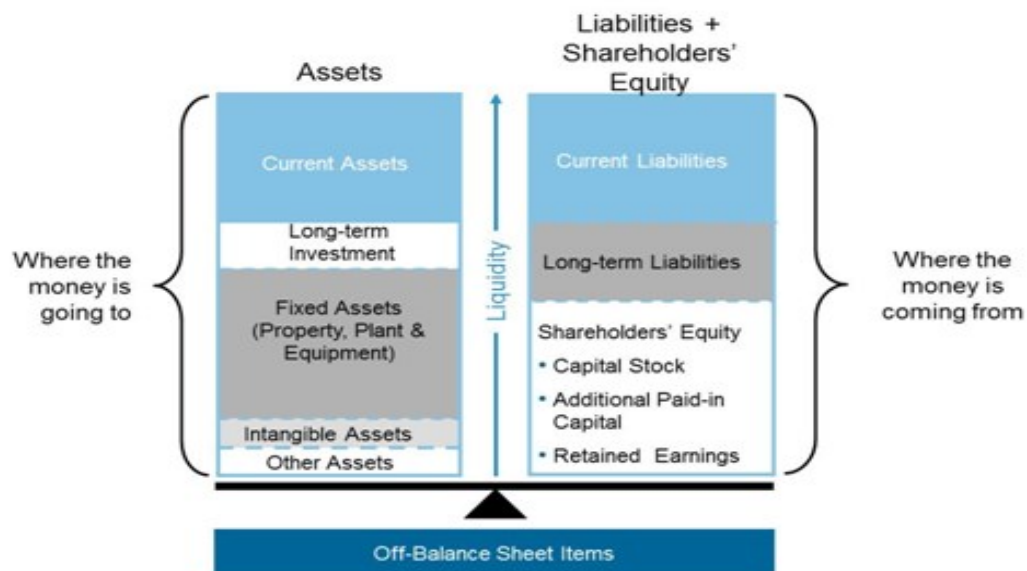 Assets
Liabilities +
Shareholders’
Equity
Where the
money is
going to
Current Assets
Long-term
Investment
Fixed Assets
(Property, Plant &
Equipment)
Intangible Assets
Other Assets
Liquidity
Current Liabilities
Long-term Liabilities
Shareholders’ Equity
• Capital Stock
• Additional Paid-in
Capital
• Retained Earnings
Where the
money is
coming from
Off-Balance Sheet Items